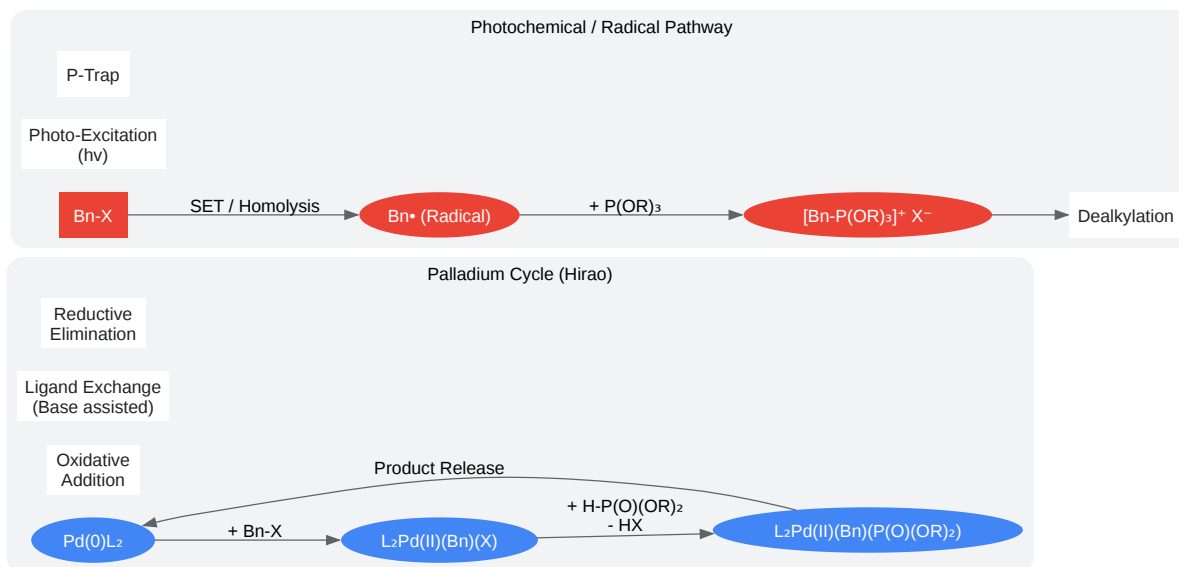 Photochemical / Radical Pathway
P-Trap
Photo-Excitation
(hv)
Bn-X
SET / Homolysis
Bn• (Radical)
+ P(OR)₃
[Bn-P(OR)₃]⁺ X⁻
Dealkylation
Palladium Cycle (Hirao)
Reductive
Elimination
Ligand Exchange
(Base assisted)
Oxidative
Addition
Product Release
Pd(0)L₂
+ Bn-X
L₂Pd(II)(Bn)(X)
+ H-P(O)(OR)₂
- HX
L₂Pd(II)(Bn)(P(O)(OR)₂)